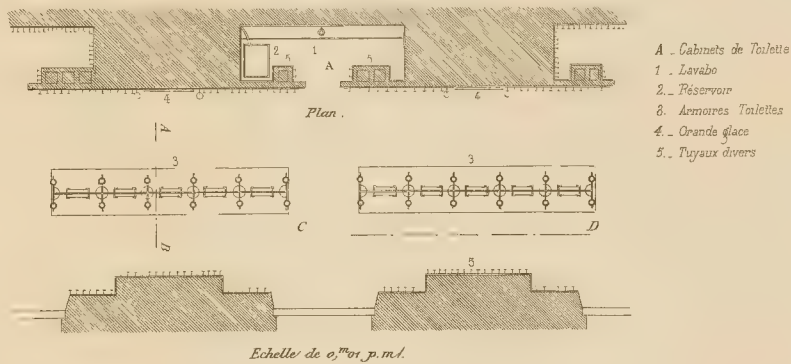 2 5 1 5
A
4 4
Plan.
A
3 3
C D
B
5
Echelle de 0,m01 p. mt.
A _ Cabinets de Toilette
1 _ Lavabo
2 _ Réservoir
3. _ Armoires Toilettes
4. _ Grande glace
5. _ Tuyaux divers